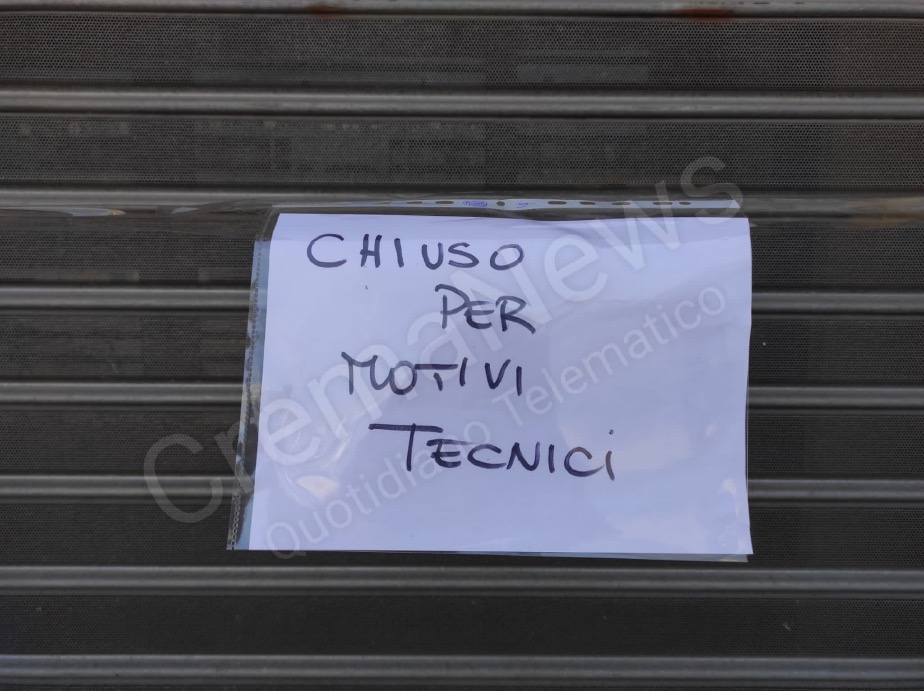 CHIUSO
PER
MOTIVI
TECNICI
CremaNews
Quotidiano Telematico